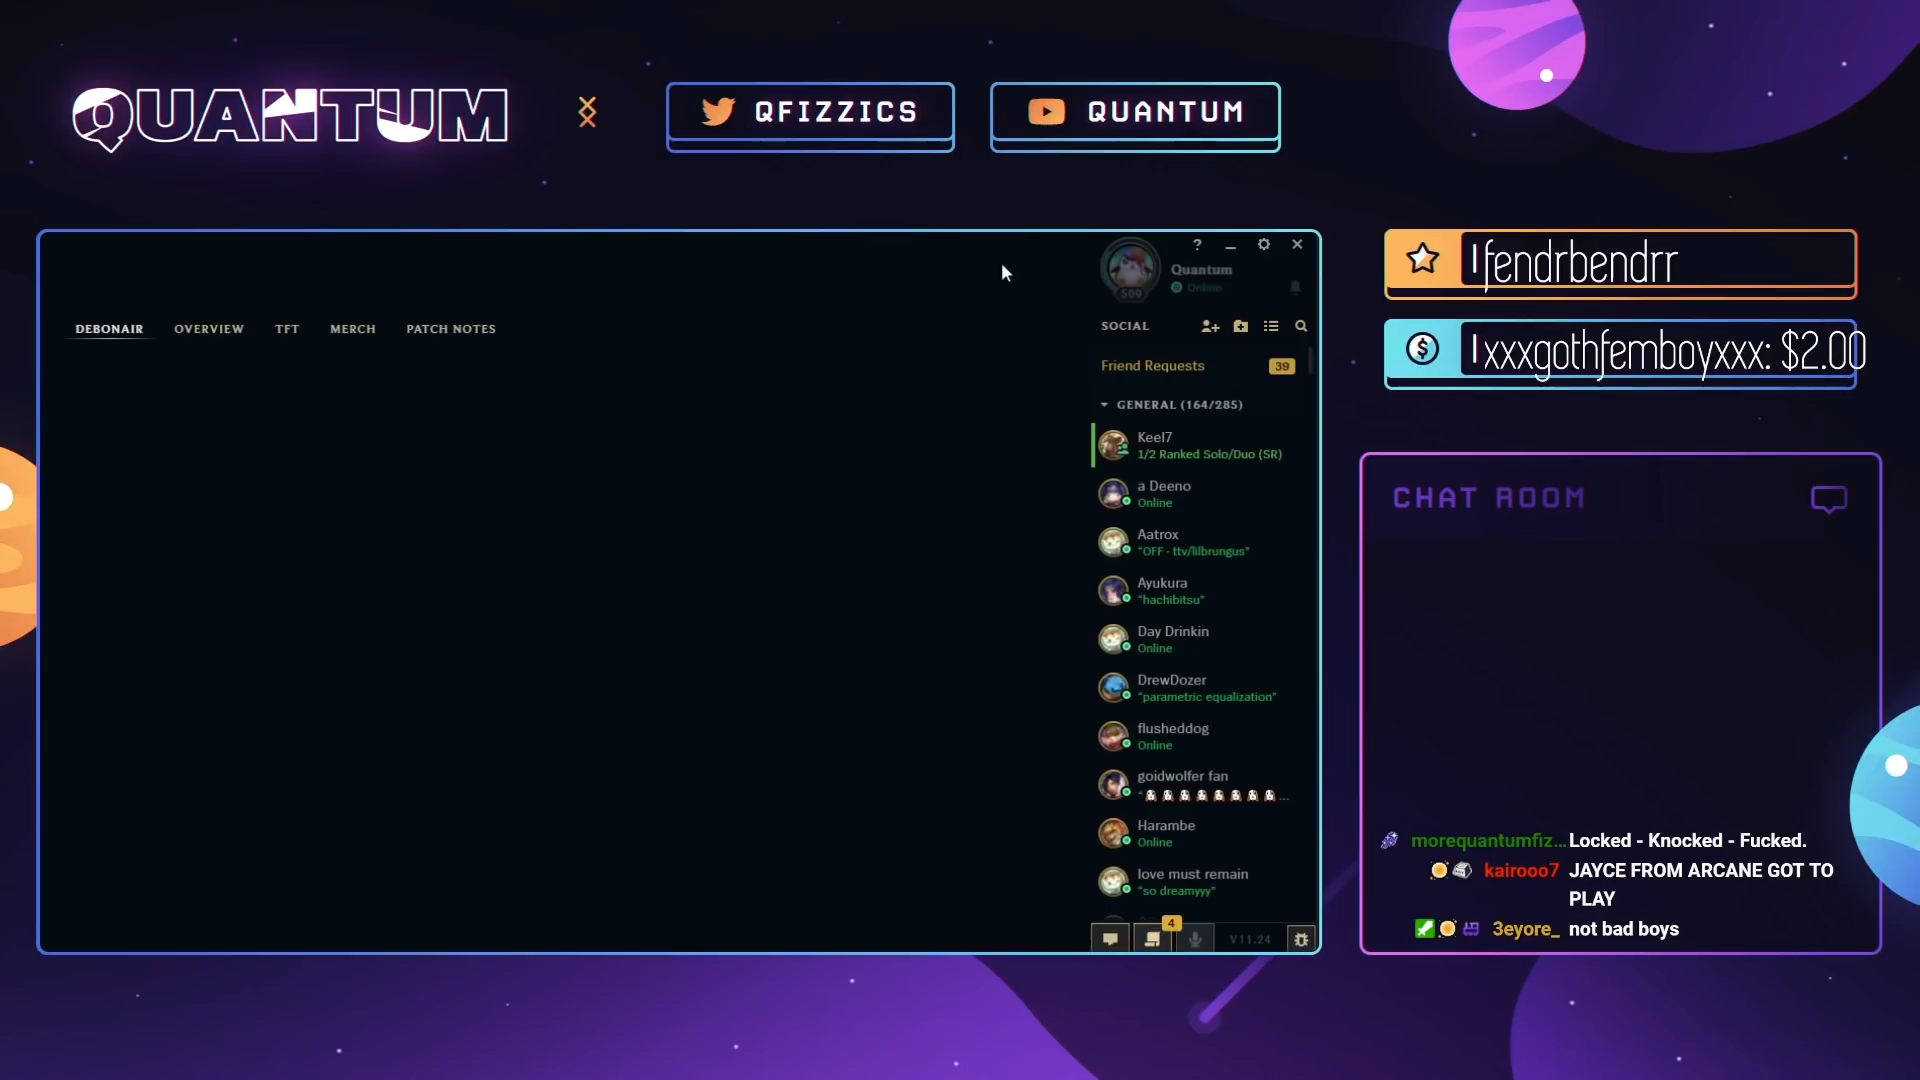 QUANTUM
QFIZZICS
QUANTUM
fendrbendrr
xxxgothfemboyxxx: $2.00
?
Quantum
509
Online
DEBONAIR OVERVIEW TFT MERCH PATCH NOTES
SOCIAL
Friend Requests 39
GENERAL (164/285)
Keel7
1/2 Ranked Solo/Duo (SR)
a Deeno
Online
Aatrox
"OFF - ttv/lilbrungus"
Ayukura
"hachibitsu"
Day Drinkin
Online
DrewDozer
"parametric equalization"
flusheddog
Online
goidwolfer fan
Harambe
Online
love must remain
"so dreamyyy"
4
V11.24
CHAT ROOM
morequantumfiz... Locked - Knocked - Fucked.
kairooo7 JAYCE FROM ARCANE GOT TO
PLAY
3eyore_ not bad boys